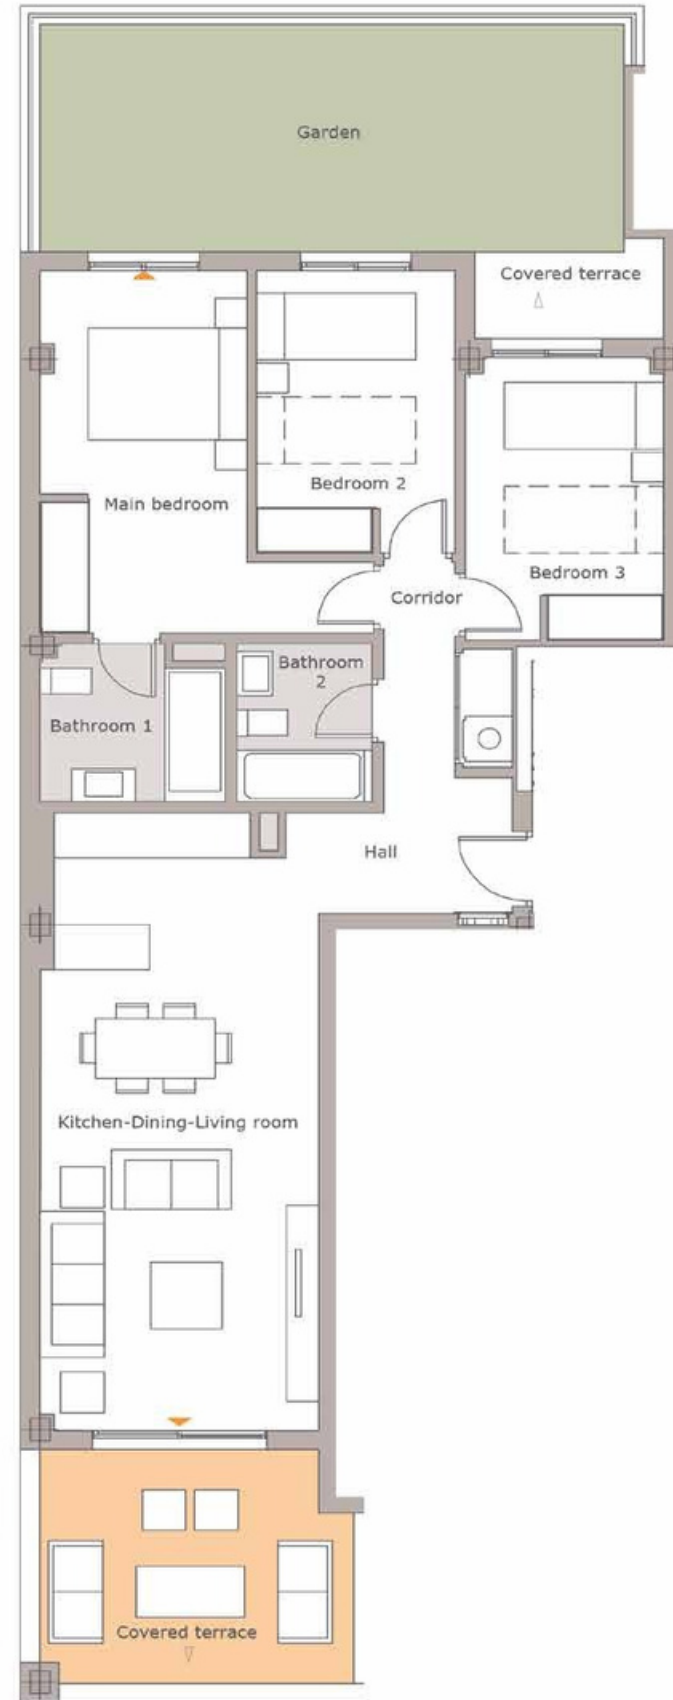 Garden
Covered terrace
Bedroom 2
Main bedroom
Bedroom 3
Corridor
Bathroom
2
Bathroom 1
Hall
Kitchen-Dining-Living room
Covered terrace